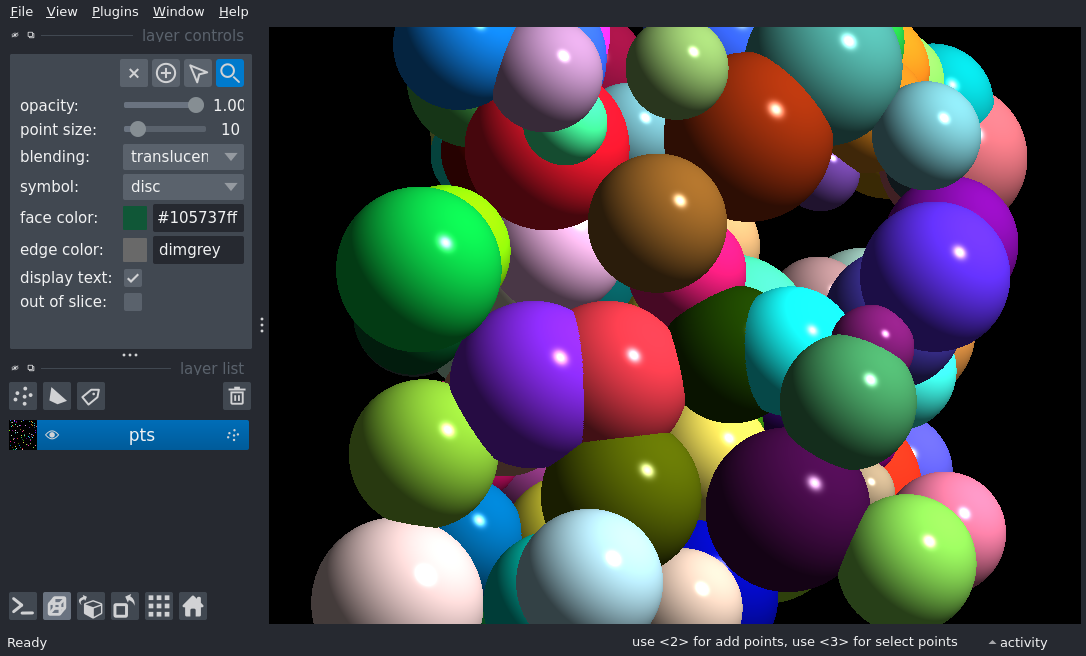 File View Plugins Window Help
layer controls
opacity: 1.00
point size: 10
blending: translucen
symbol: disc
face color: #105737ff
edge color: dimgrey
display text:
out of slice:
layer list
pts
Ready
use <2> for add points, use <3> for select points
activity